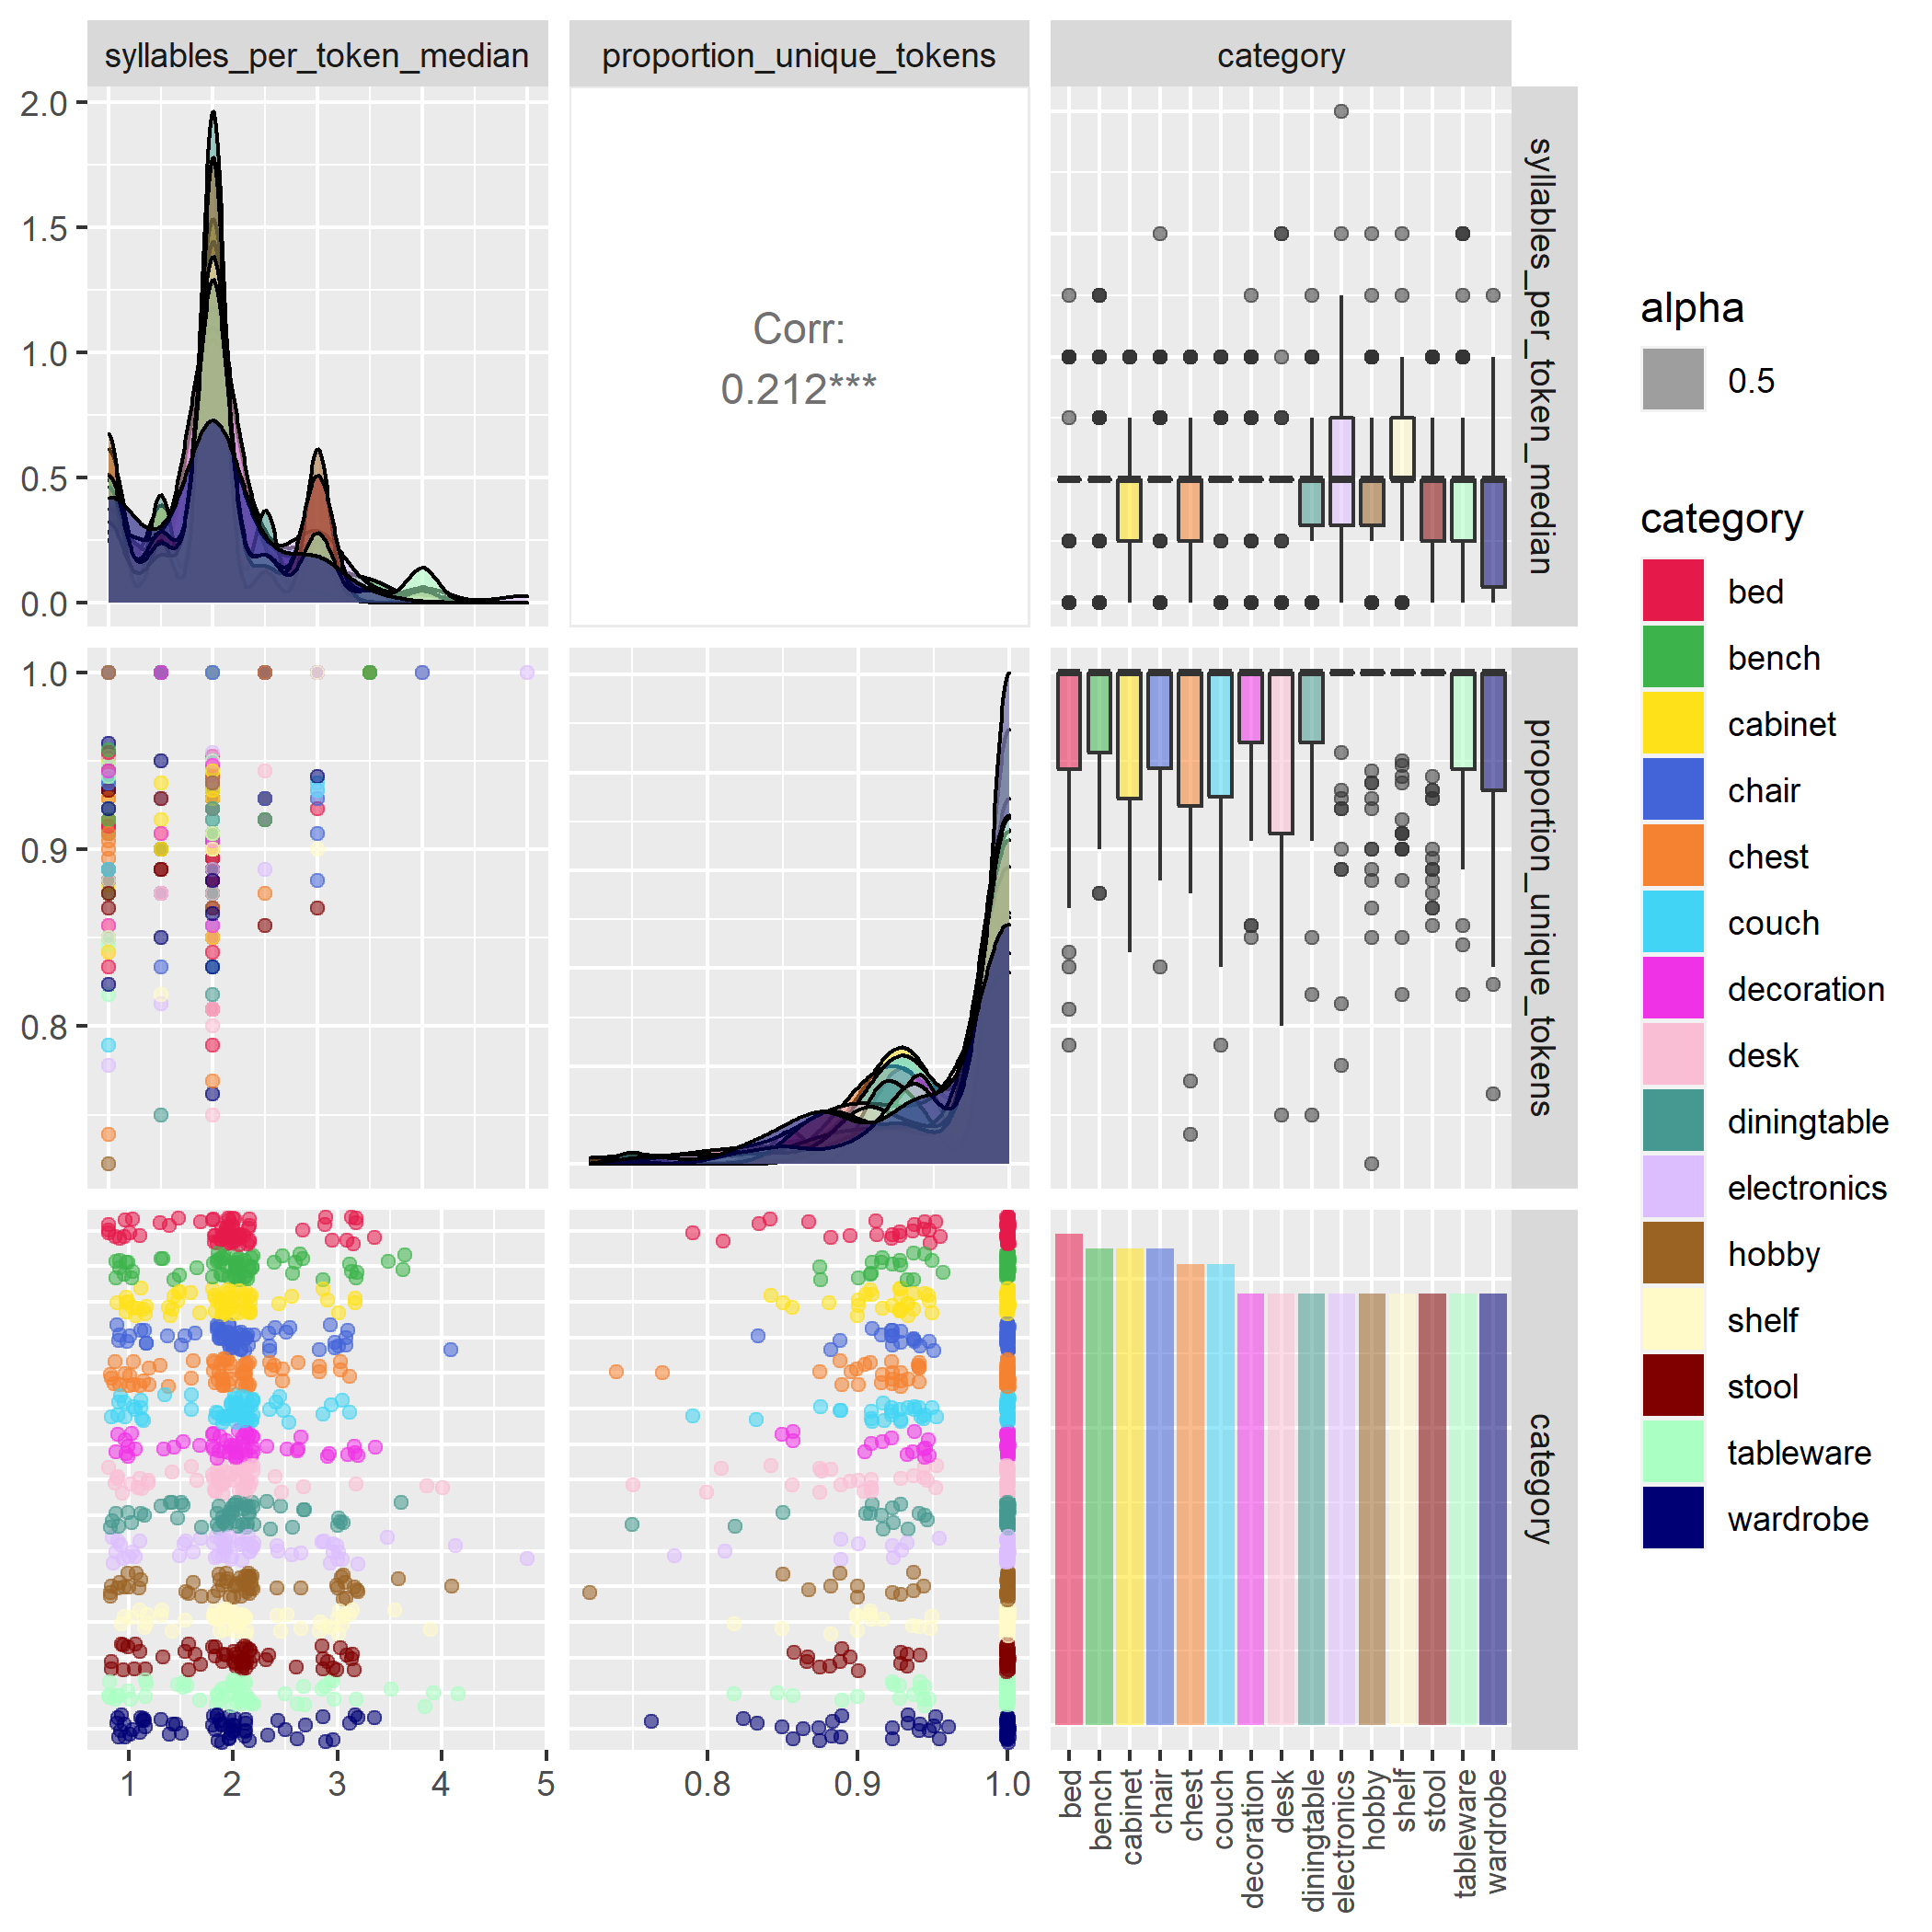 syllables_per_token_median
proportion_unique_tokens
category
2.0
1.5
1.0
0.5
0.0
Corr:
0.212***
syllables_per_token_median
1.0
0.9
0.8
proportion_unique_tokens
category
1
2
3
4
5
0.8
0.9
1.0
bed
bench
cabinet
chair
chest
couch
decoration
desk
diningtable
electronics
hobby
shelf
stool
tableware
wardrobe
alpha
0.5
category
bed
bench
cabinet
chair
chest
couch
decoration
desk
diningtable
electronics
hobby
shelf
stool
tableware
wardrobe